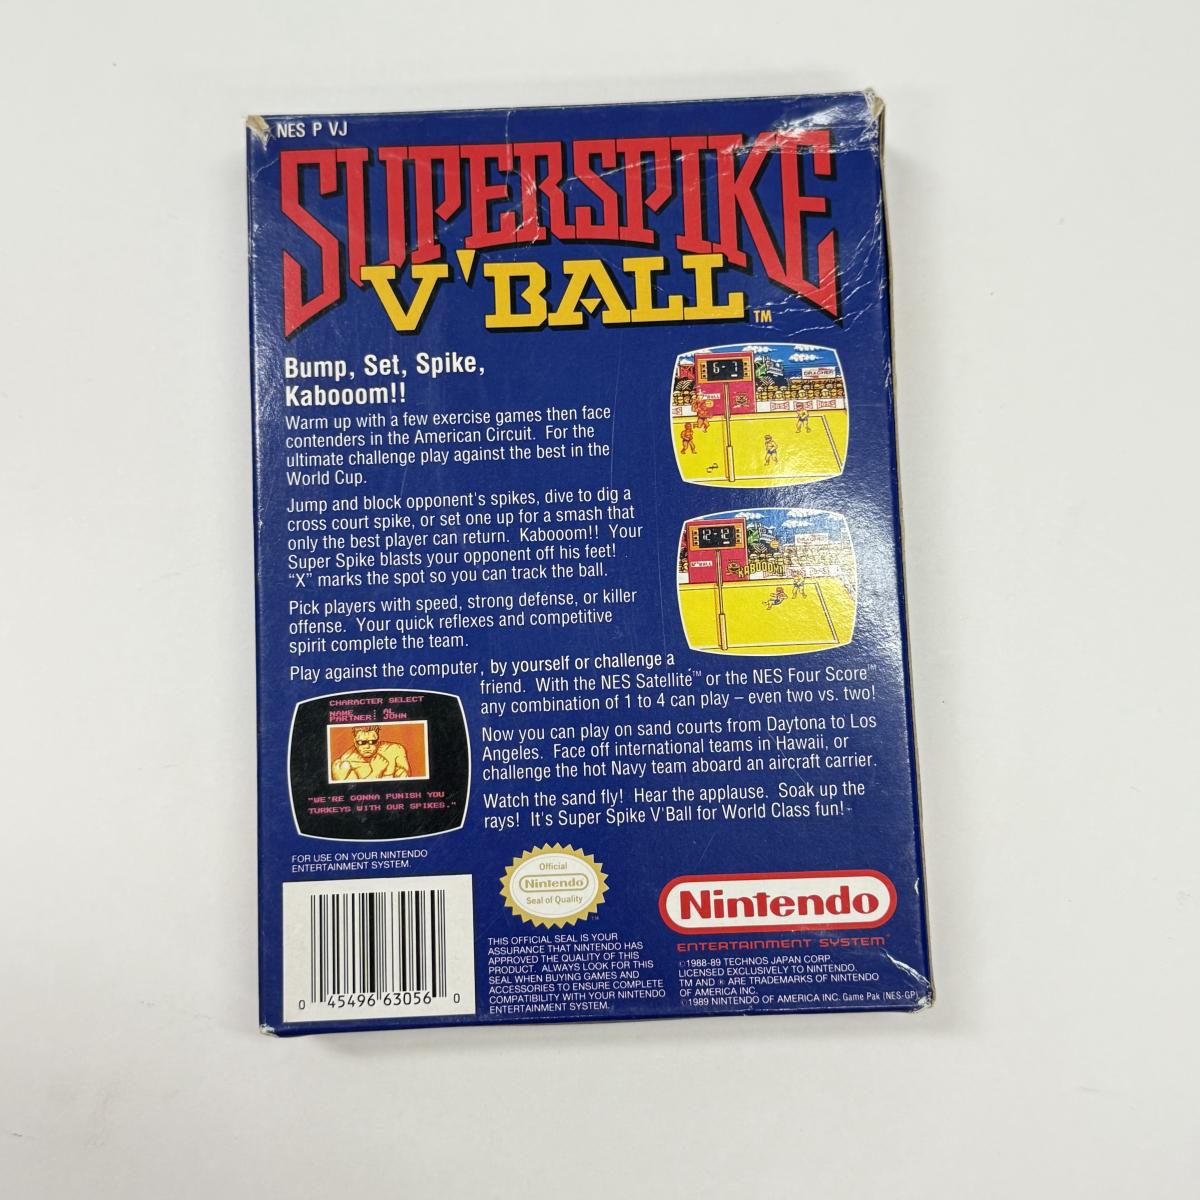 NES P VJ
SUPER SPIKE
V'BALL ™
Bump, Set, Spike,
Kabooom!!
Warm up with a few exercise games then face
contenders in the American Circuit. For the
ultimate challenge play against the best in the
World Cup.
Jump and block opponent's spikes, dive to dig a
cross court spike, or set one up for a smash that
only the best player can return. Kabooom!! Your
Super Spike blasts your opponent off his feet!
“X” marks the spot so you can track the ball.
Pick players with speed, strong defense, or killer
offense. Your quick reflexes and competitive
spirit complete the team.
Play against the computer, by yourself or challenge a
friend. With the NES Satellite™ or the NES Four Score™
any combination of 1 to 4 can play – even two vs. two!
Now you can play on sand courts from Daytona to Los
Angeles. Face off international teams in Hawaii, or
challenge the hot Navy team aboard an aircraft carrier.
Watch the sand fly! Hear the applause. Soak up the
rays! It's Super Spike V'Ball for World Class fun!
6-7
V'BALL
12-12
V'BALL
KABOOOM!
CHARACTER SELECT
NAME : AL
PARTNER: JOHN
"WE'RE GONNA PUNISH YOU
TURKEYS WITH OUR SPIKES."
FOR USE ON YOUR NINTENDO
ENTERTAINMENT SYSTEM.
0 45496 63056 0
Official
Nintendo
Seal of Quality
™
THIS OFFICIAL SEAL IS YOUR
ASSURANCE THAT NINTENDO HAS
APPROVED THE QUALITY OF THIS
PRODUCT. ALWAYS LOOK FOR THIS
SEAL WHEN BUYING GAMES AND
ACCESSORIES TO ENSURE COMPLETE
COMPATIBILITY WITH YOUR NINTENDO
ENTERTAINMENT SYSTEM.
Nintendo
ENTERTAINMENT SYSTEM®
©1988-89 TECHNOS JAPAN CORP.
LICENSED EXCLUSIVELY TO NINTENDO.
TM AND ® ARE TRADEMARKS OF NINTENDO
OF AMERICA INC.
©1989 NINTENDO OF AMERICA INC. Game Pak (NES-GP)